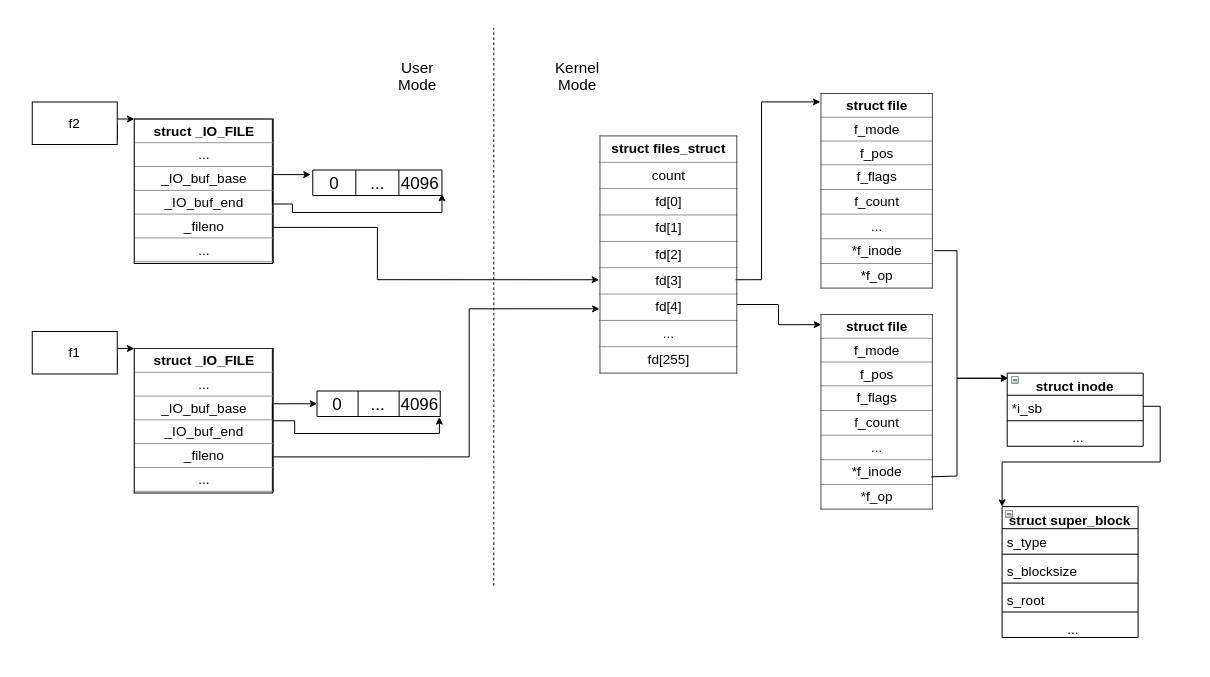 User
Mode
Kernel
Mode
f2
struct _IO_FILE
...
_IO_buf_base
_IO_buf_end
_fileno
...
0 ... 4096
f1
struct _IO_FILE
...
_IO_buf_base
_IO_buf_end
_fileno
...
0 ... 4096
struct files_struct
count
fd[0]
fd[1]
fd[2]
fd[3]
fd[4]
...
fd[255]
struct file
f_mode
f_pos
f_flags
f_count
...
*f_inode
*f_op
struct file
f_mode
f_pos
f_flags
f_count
...
*f_inode
*f_op
struct inode
*i_sb
...
struct super_block
s_type
s_blocksize
s_root
...